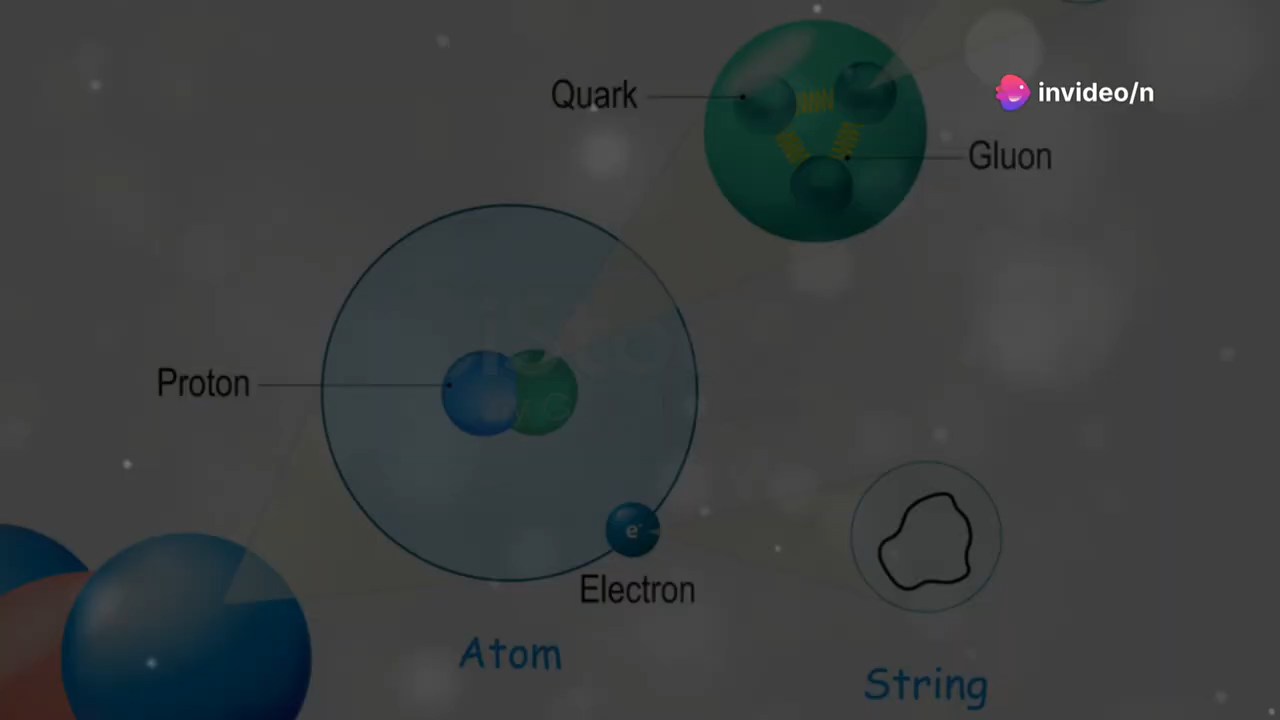 Quark
invideo/n
Gluon
Proton
e⁻
Electron
Atom
String